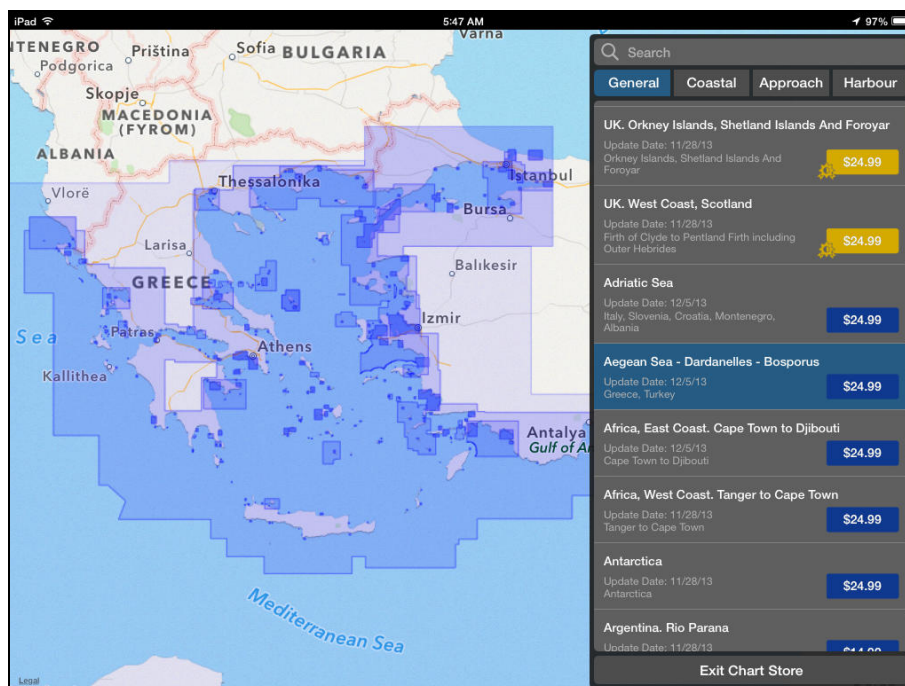 iPad
5:47 AM
97%
NTENEGRO
Priština
Sofia
BULGARIA
Varna
Podgorica
Skopje
MACEDONIA
(FYROM)
ALBANIA
Vlorë
Thessalonika
Istanbul
Bursa
Larisa
Balıkesir
GREECE
Izmir
Sea
Patras
Athens
Kallithea
Antalya
Gulf of A
Mediterranean Sea
Legal
Search
General Coastal Approach Harbour
UK. Orkney Islands, Shetland Islands And Foroyar
Update Date: 11/28/13
Orkney Islands, Shetland Islands And
Foroyar
$24.99
UK. West Coast, Scotland
Update Date: 11/28/13
Firth of Clyde to Pentland Firth including
Outer Hebrides
$24.99
Adriatic Sea
Update Date: 12/5/13
Italy, Slovenia, Croatia, Montenegro,
Albania
$24.99
Aegean Sea - Dardanelles - Bosporus
Update Date: 12/5/13
Greece, Turkey
$24.99
Africa, East Coast. Cape Town to Djibouti
Update Date: 12/5/13
Cape Town to Djibouti
$24.99
Africa, West Coast. Tanger to Cape Town
Update Date: 11/28/13
Tanger to Cape Town
$24.99
Antarctica
Update Date: 11/28/13
Antarctica
$24.99
Argentina. Rio Parana
Update Date: 11/28/13
$14.99
Exit Chart Store